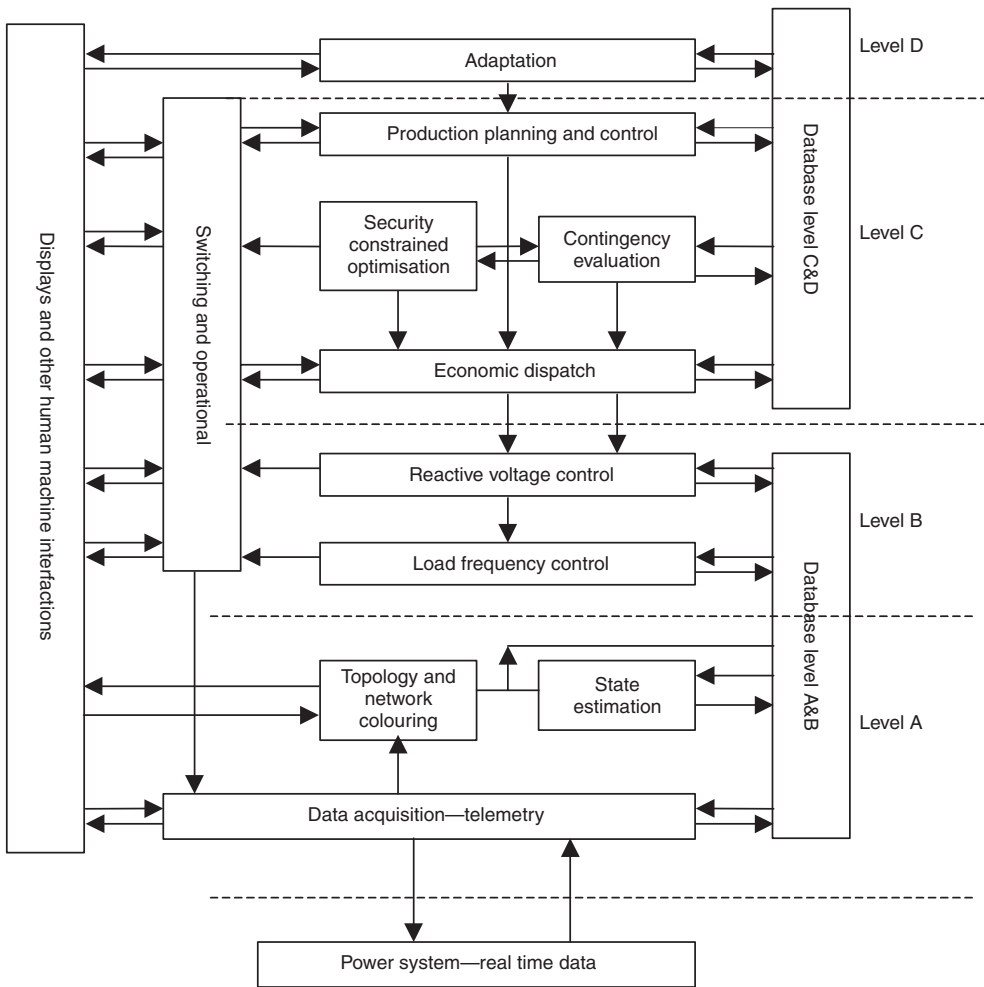 Displays and other human machine interfactions
Switching and operational
Adaptation
Level D
Production planning and control
Database level C&D
Security
constrained
optimisation
Contingency
evaluation
Level C
Economic dispatch
Reactive voltage control
Level B
Load frequency control
Database level A&B
Topology and
network
colouring
State
estimation
Level A
Data acquisition—telemetry
Power system—real time data